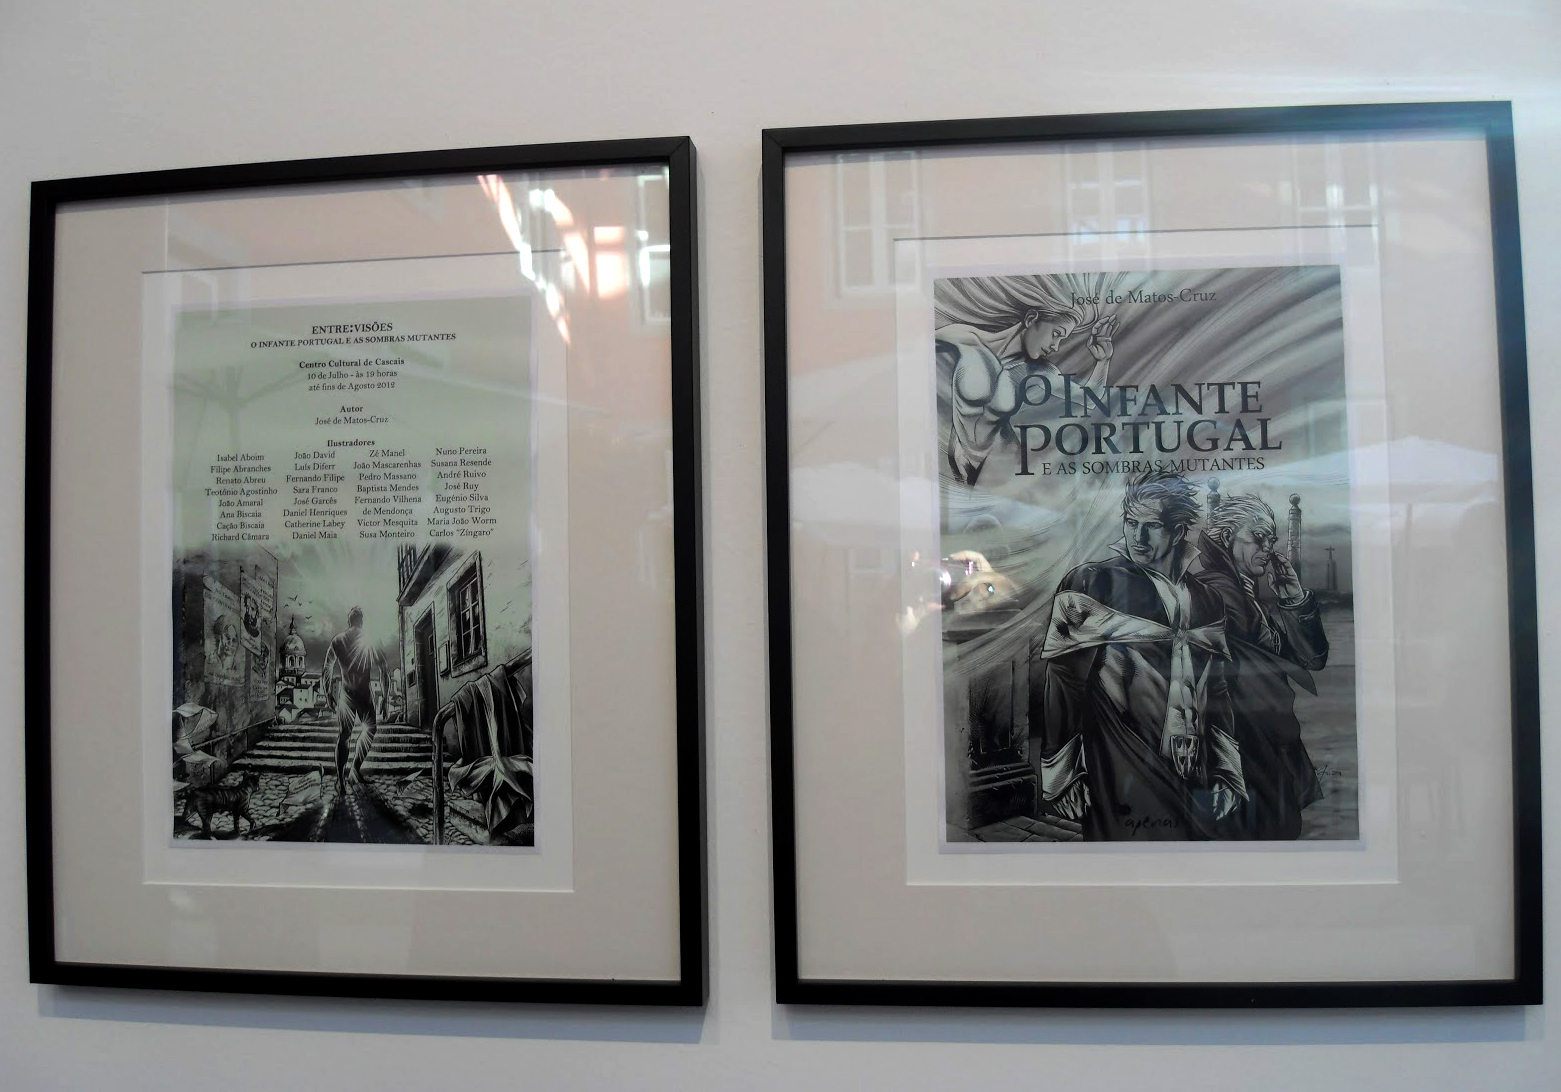 ENTRE:VISÕES
O INFANTE PORTUGAL E AS SOMBRAS MUTANTES
Centro Cultural de Cascais
10 de Julho - às 19 horas
até fins de Agosto 2012
Autor
José de Matos-Cruz
Ilustradores
Isabel Aboim
Filipe Abranches
Renato Abreu
Teotónio Agostinho
João Amaral
Ana Biscaia
Cação Biscaia
Richard Câmara
João David
Luís Diferr
Fernando Filipe
Sara Franco
José Garcês
Daniel Henriques
Catherine Labey
Daniel Maia
Zé Manel
João Mascarenhas
Pedro Massano
Baptista Mendes
Fernando Vilhena
de Mendonça
Victor Mesquita
Susa Monteiro
Nuno Pereira
Susana Resende
André Ruivo
José Ruy
Eugénio Silva
Augusto Trigo
Maria João Worm
Carlos "Zíngaro"
José de Matos-Cruz
O INFANTE
PORTUGAL
E AS SOMBRAS MUTANTES
apenas